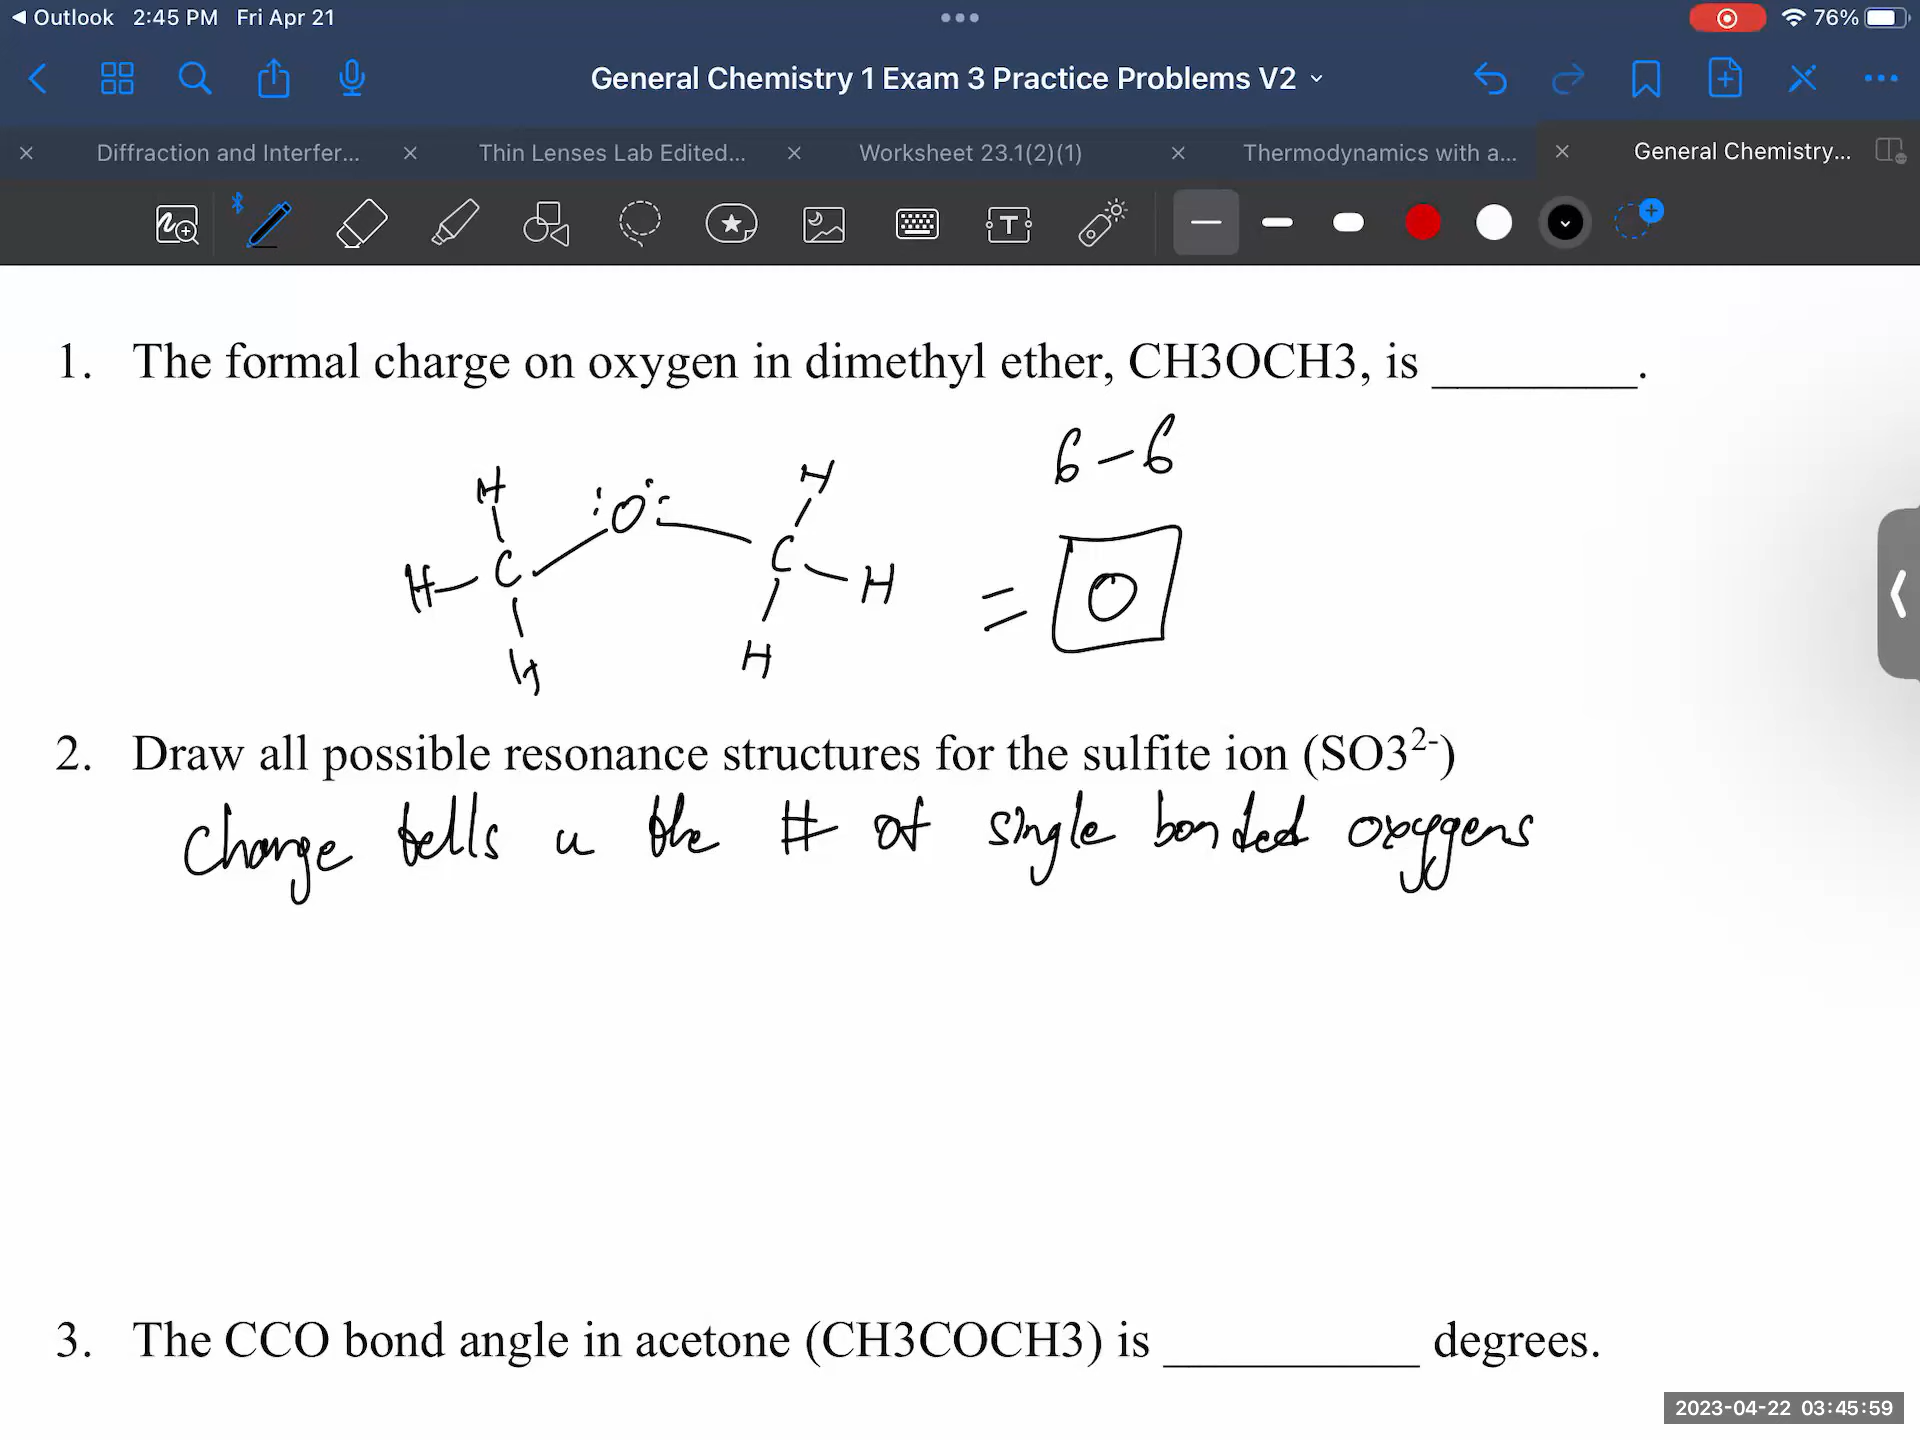 Outlook 2:45 PM Fri Apr 21 76%
General Chemistry 1 Exam 3 Practice Problems V2
Diffraction and Interfer... Thin Lenses Lab Edited... Worksheet 23.1(2)(1) Thermodynamics with a... General Chemistry...
T
1. The formal charge on oxygen in dimethyl ether, CH3OCH3, is ________.
6-6
H H
O
C C
H H
= 0
H H
2. Draw all possible resonance structures for the sulfite ion (SO3²⁻)
charge tells u the # of single bonded oxygens
3. The CCO bond angle in acetone (CH3COCH3) is __________ degrees.
2023-04-22 03:45:59